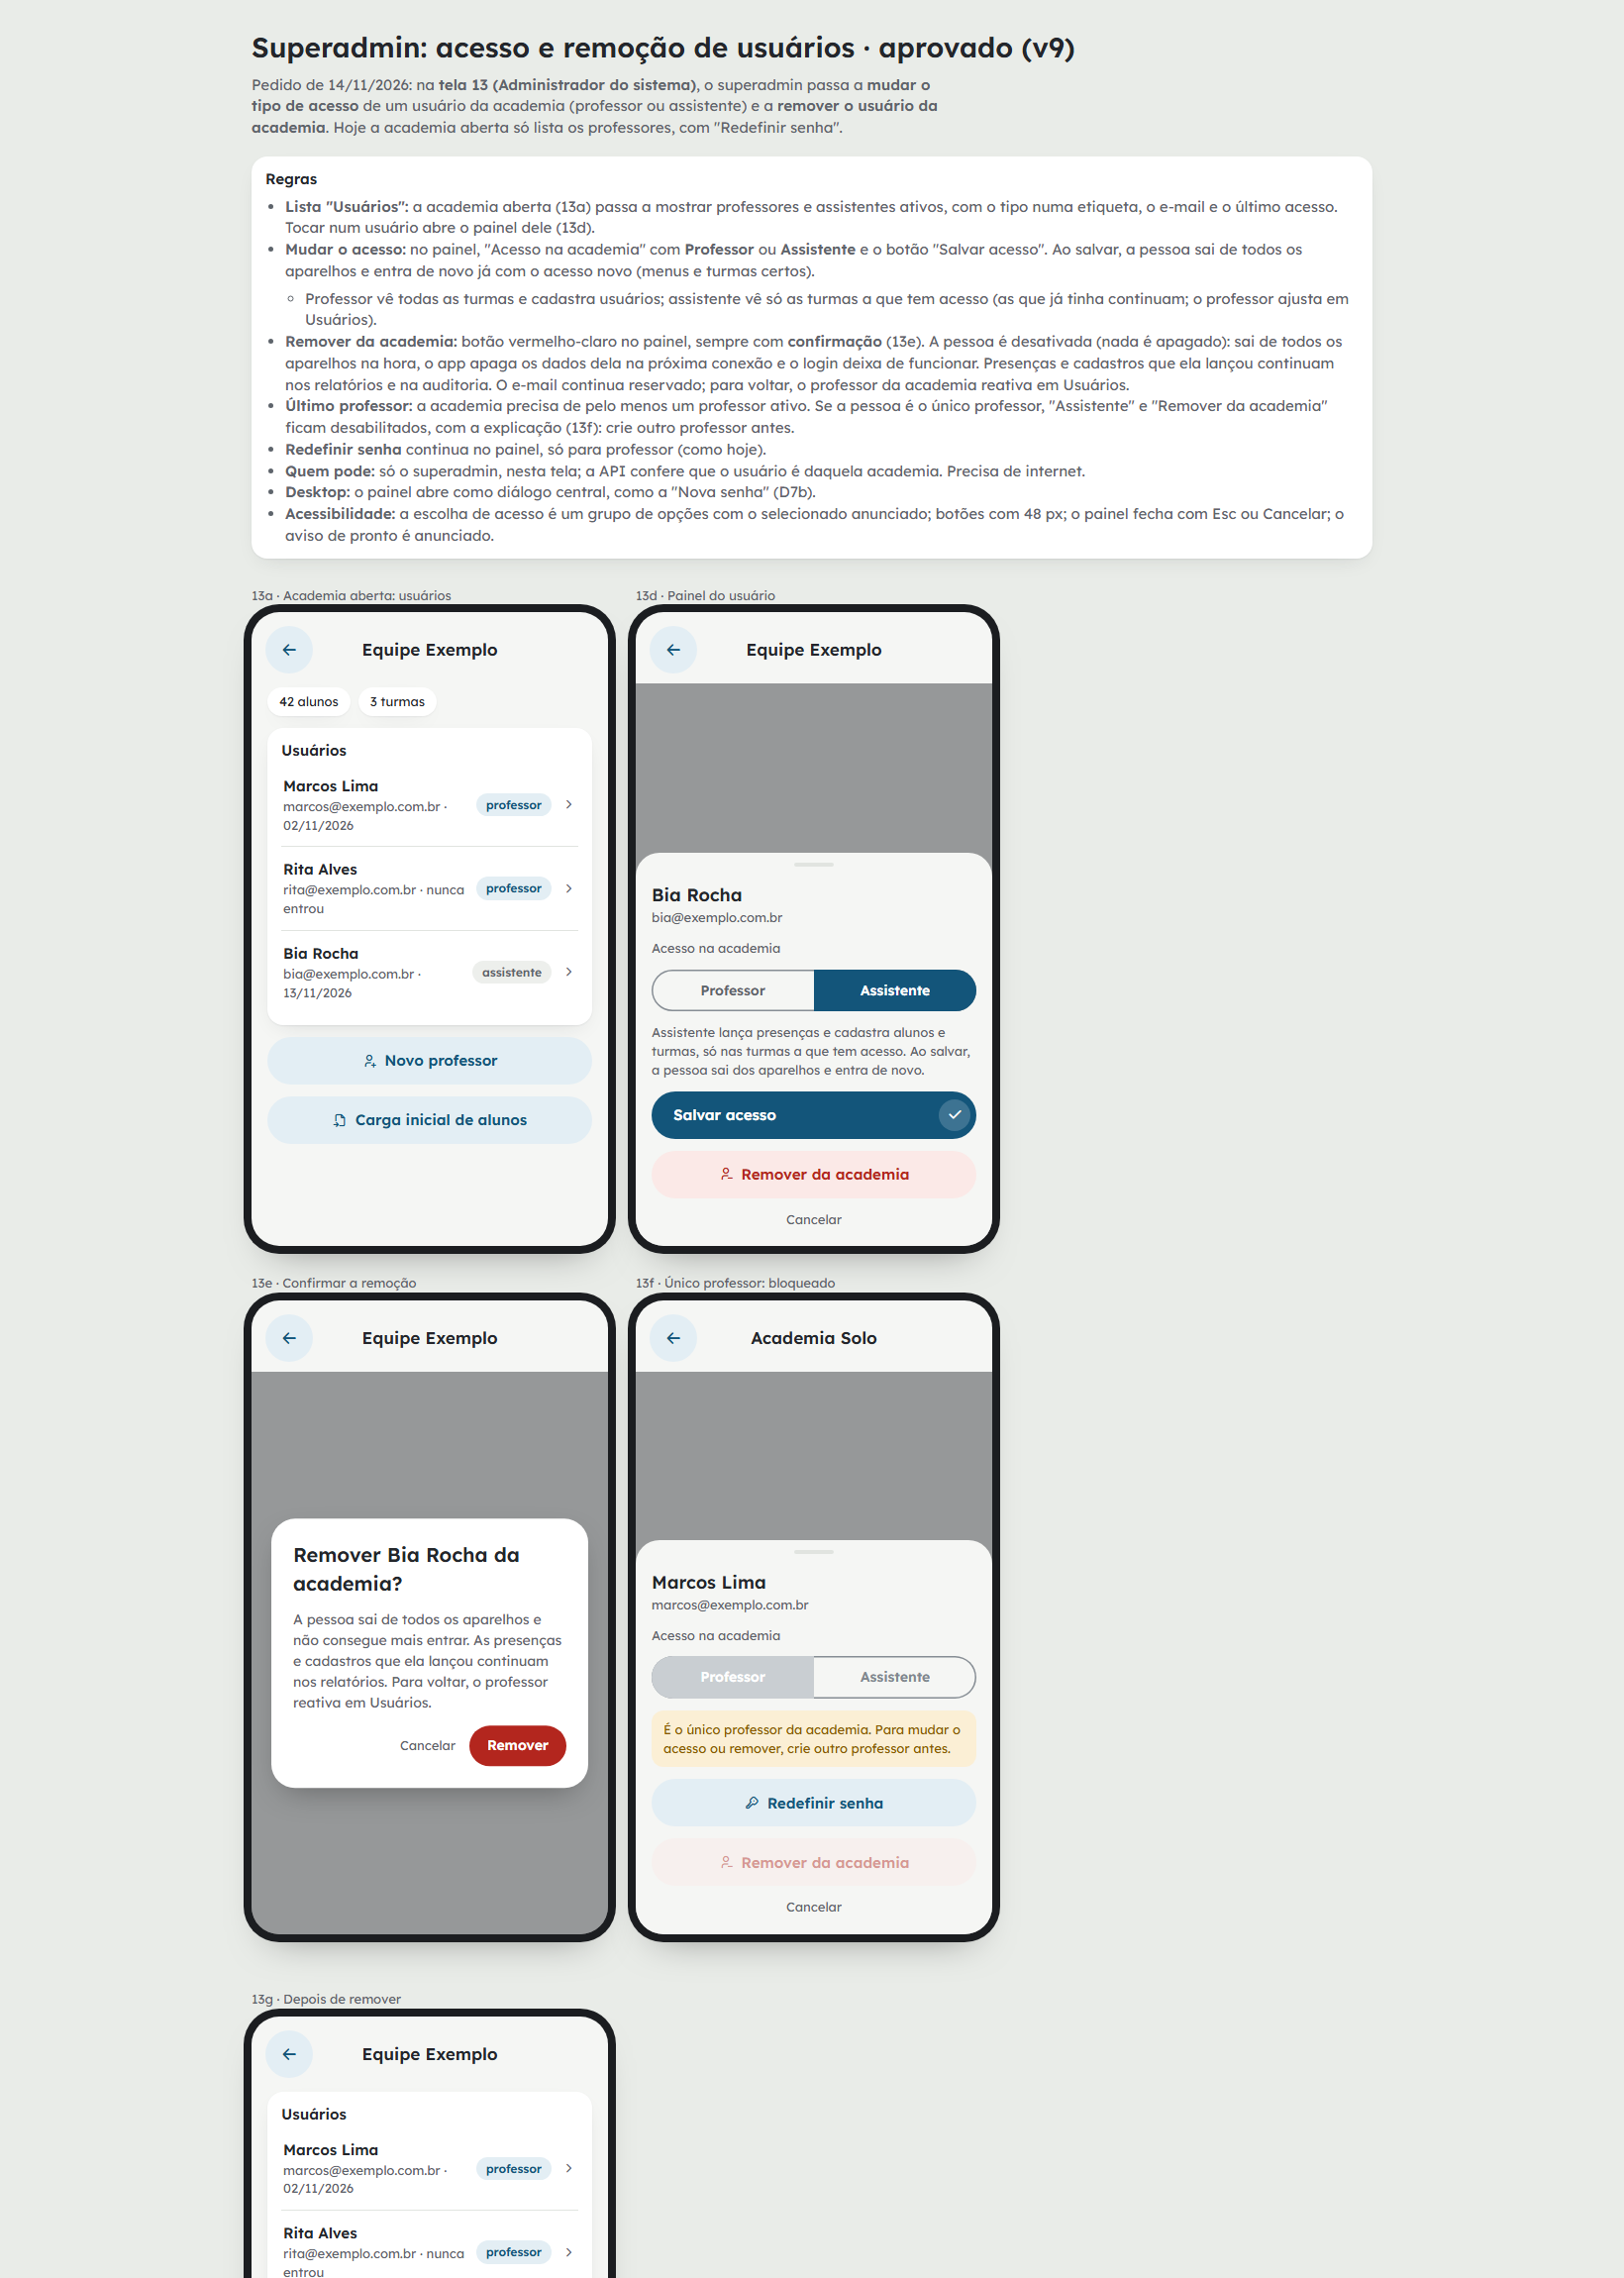 Superadmin: acesso e remoção de usuários · aprovado (v9)
Pedido de 14/11/2026: na tela 13 (Administrador do sistema), o superadmin passa a mudar o
tipo de acesso de um usuário da academia (professor ou assistente) e a remover o usuário da
academia. Hoje a academia aberta só lista os professores, com "Redefinir senha".
Regras
• Lista "Usuários": a academia aberta (13a) passa a mostrar professores e assistentes ativos, com o tipo numa etiqueta, o e-mail e o último acesso.
Tocar num usuário abre o painel dele (13d).
• Mudar o acesso: no painel, "Acesso na academia" com Professor ou Assistente e o botão "Salvar acesso". Ao salvar, a pessoa sai de todos os
aparelhos e entra de novo já com o acesso novo (menus e turmas certos).
◦ Professor vê todas as turmas e cadastra usuários; assistente vê só as turmas a que tem acesso (as que já tinha continuam; o professor ajusta em
Usuários).
• Remover da academia: botão vermelho-claro no painel, sempre com confirmação (13e). A pessoa é desativada (nada é apagado): sai de todos os
aparelhos na hora, o app apaga os dados dela na próxima conexão e o login deixa de funcionar. Presenças e cadastros que ela lançou continuam
nos relatórios e na auditoria. O e-mail continua reservado; para voltar, o professor da academia reativa em Usuários.
• Último professor: a academia precisa de pelo menos um professor ativo. Se a pessoa é o único professor, "Assistente" e "Remover da academia"
ficam desabilitados, com a explicação (13f): crie outro professor antes.
• Redefinir senha continua no painel, só para professor (como hoje).
• Quem pode: só o superadmin, nesta tela; a API confere que o usuário é daquela academia. Precisa de internet.
• Desktop: o painel abre como diálogo central, como a "Nova senha" (D7b).
• Acessibilidade: a escolha de acesso é um grupo de opções com o selecionado anunciado; botões com 48 px; o painel fecha com Esc ou Cancelar; o
aviso de pronto é anunciado.
13a · Academia aberta: usuários
Equipe Exemplo
42 alunos
3 turmas
Usuários
Marcos Lima
marcos@exemplo.com.br ·
02/11/2026
professor
Rita Alves
rita@exemplo.com.br · nunca
entrou
professor
Bia Rocha
bia@exemplo.com.br ·
13/11/2026
assistente
Novo professor
Carga inicial de alunos
13d · Painel do usuário
Equipe Exemplo
Bia Rocha
bia@exemplo.com.br
Acesso na academia
Professor
Assistente
Assistente lança presenças e cadastra alunos e
turmas, só nas turmas a que tem acesso. Ao salvar,
a pessoa sai dos aparelhos e entra de novo.
Salvar acesso
Remover da academia
Cancelar
13e · Confirmar a remoção
Equipe Exemplo
Remover Bia Rocha da
academia?
A pessoa sai de todos os aparelhos e
não consegue mais entrar. As presenças
e cadastros que ela lançou continuam
nos relatórios. Para voltar, o professor
reativa em Usuários.
Cancelar
Remover
13f · Único professor: bloqueado
Academia Solo
Marcos Lima
marcos@exemplo.com.br
Acesso na academia
Professor
Assistente
É o único professor da academia. Para mudar o
acesso ou remover, crie outro professor antes.
Redefinir senha
Remover da academia
Cancelar
13g · Depois de remover
Equipe Exemplo
Usuários
Marcos Lima
marcos@exemplo.com.br ·
02/11/2026
professor
Rita Alves
rita@exemplo.com.br · nunca
entrou
professor